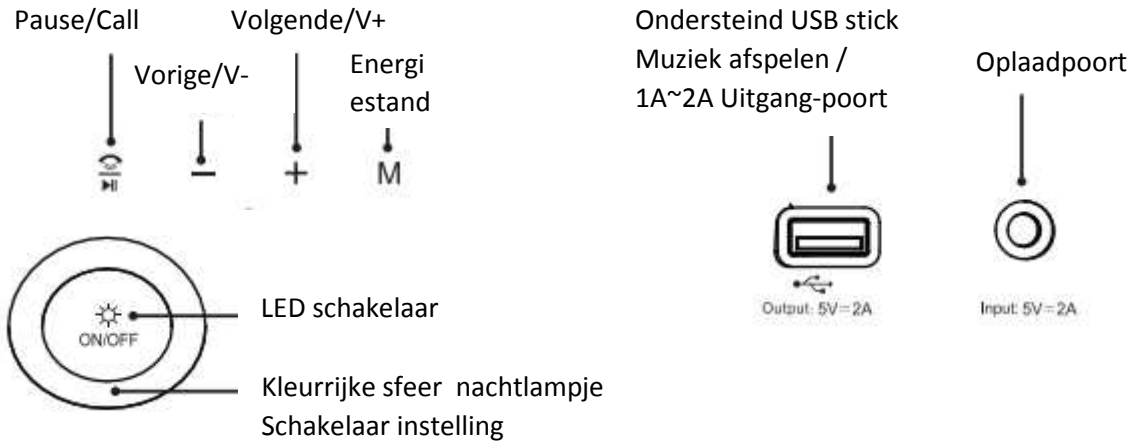 Pause/Call
Volgende/V+
Vorige/V-
Energi
estand
− + M
ON/OFF
LED schakelaar
Kleurrijke sfeer nachtlampje
Schakelaar instelling
Ondersteind USB stick
Muziek afspelen /
1A~2A Uitgang-poort
Oplaadpoort
Output: 5V=2A
Input: 5V=2A